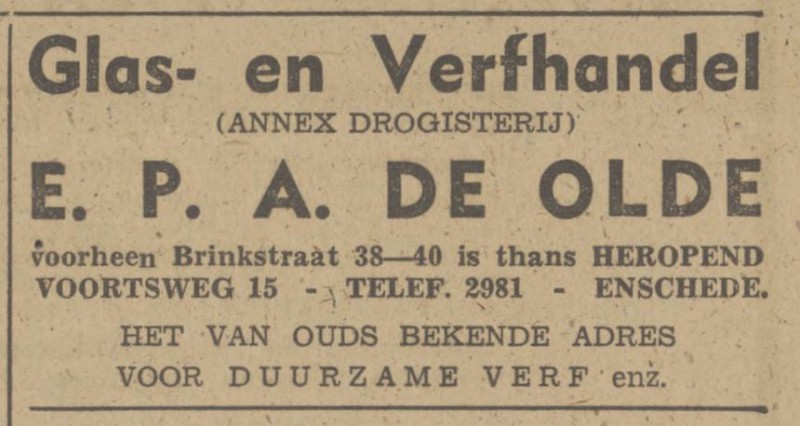 Glas- en Verfhandel
(ANNEX DROGISTERIJ)
E. P. A. DE OLDE
voorheen Brinkstraat 38—40 is thans HEROPEND
VOORTSWEG 15 - TELEF. 2981 - ENSCHEDE.
HET VAN OUDS BEKENDE ADRES
VOOR DUURZAME VERF enz.